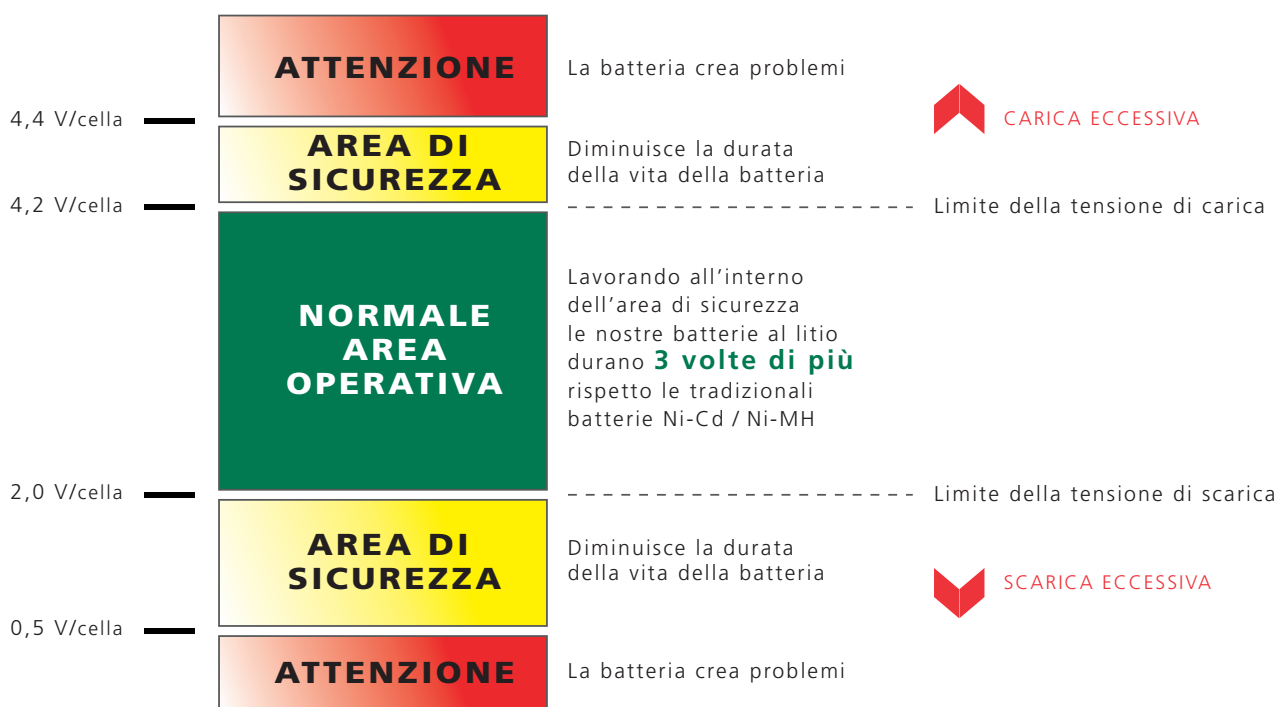 ATTENZIONE
La batteria crea problemi
4,4 V/cella
CARICA ECCESSIVA
AREA DI
SICUREZZA
Diminuisce la durata
della vita della batteria
4,2 V/cella
Limite della tensione di carica
NORMALE
AREA
OPERATIVA
Lavorando all'interno
dell'area di sicurezza
le nostre batterie al litio
durano 3 volte di più
rispetto le tradizionali
batterie Ni-Cd / Ni-MH
2,0 V/cella
Limite della tensione di scarica
AREA DI
SICUREZZA
Diminuisce la durata
della vita della batteria
SCARICA ECCESSIVA
0,5 V/cella
ATTENZIONE
La batteria crea problemi